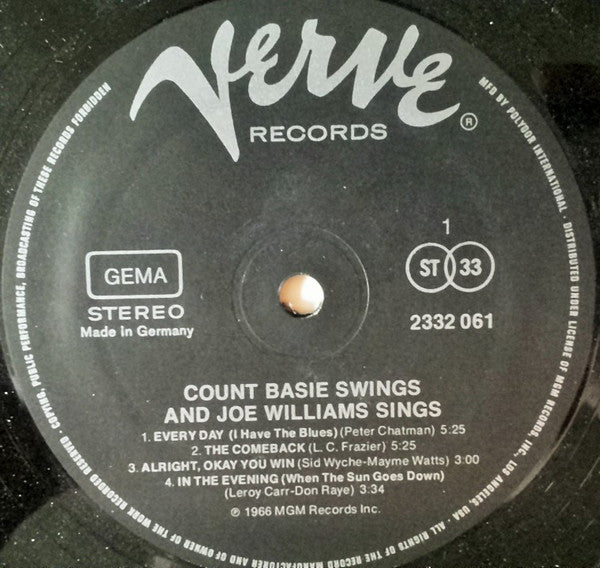 Verve
RECORDS ®
1
ST 33
2332 061
GEMA
STEREO
Made in Germany
COUNT BASIE SWINGS
AND JOE WILLIAMS SINGS
1. EVERY DAY (I Have The Blues) (Peter Chatman) 5:25
2. THE COMEBACK (L. C. Frazier) 5:25
3. ALRIGHT, OKAY YOU WIN (Sid Wyche-Mayme Watts) 3:00
4. IN THE EVENING (When The Sun Goes Down)
(Leroy Carr-Don Raye) 3:34
℗ 1966 MGM Records Inc.
MFD BY POLYDOR INTERNATIONAL · DISTRIBUTED UNDER LICENSE OF MGM RECORDS, INC., LOS ANGELES, USA · ALL RIGHTS OF THE RECORD MANUFACTURER AND OF THE OWNER OF THE WORK RECORDED RESERVED · COPYING, PUBLIC PERFORMANCE, BROADCASTING OF THESE RECORDS FORBIDDEN